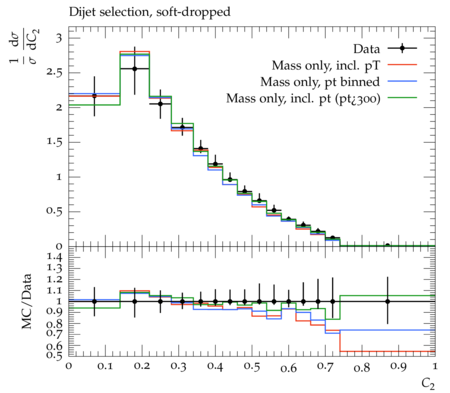 Dijet selection, soft-dropped
1/σ dσ/dC₂
3
2.5
2
1.5
1
0.5
0
Data
Mass only, incl. pT
Mass only, pt binned
Mass only, incl. pt (pt¿300)
MC/Data
1.4
1.3
1.2
1.1
1.0
0.9
0.8
0.7
0.6
0.5
0 0.1 0.2 0.3 0.4 0.5 0.6 0.7 0.8 0.9 1
C₂